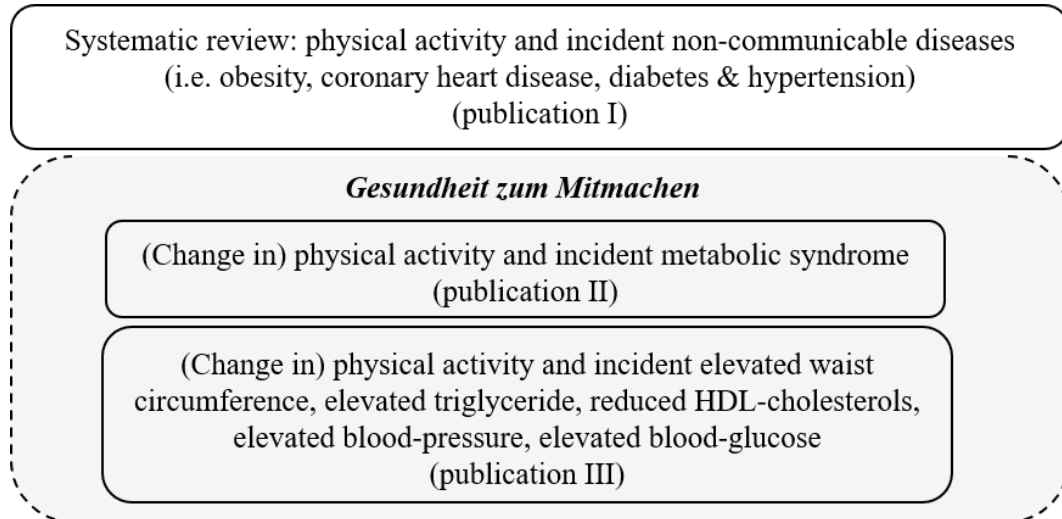 Systematic review: physical activity and incident non-communicable diseases
(i.e. obesity, coronary heart disease, diabetes & hypertension)
(publication I)
Gesundheit zum Mitmachen
(Change in) physical activity and incident metabolic syndrome
(publication II)
(Change in) physical activity and incident elevated waist
circumference, elevated triglyceride, reduced HDL-cholesterols,
elevated blood-pressure, elevated blood-glucose
(publication III)